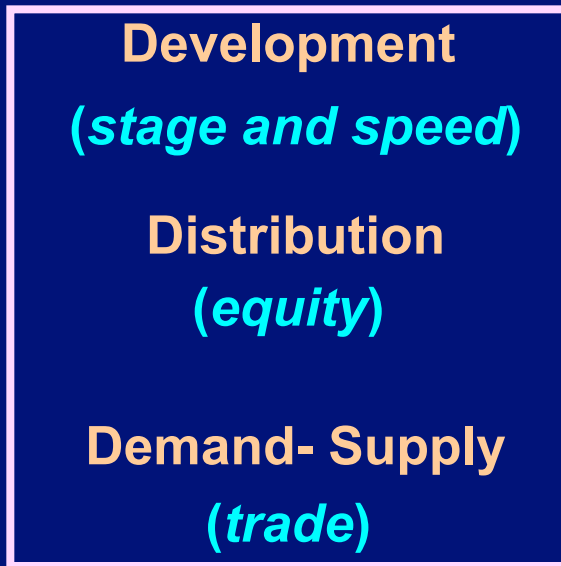 Development
(stage and speed)
Distribution
(equity)
Demand- Supply
(trade)